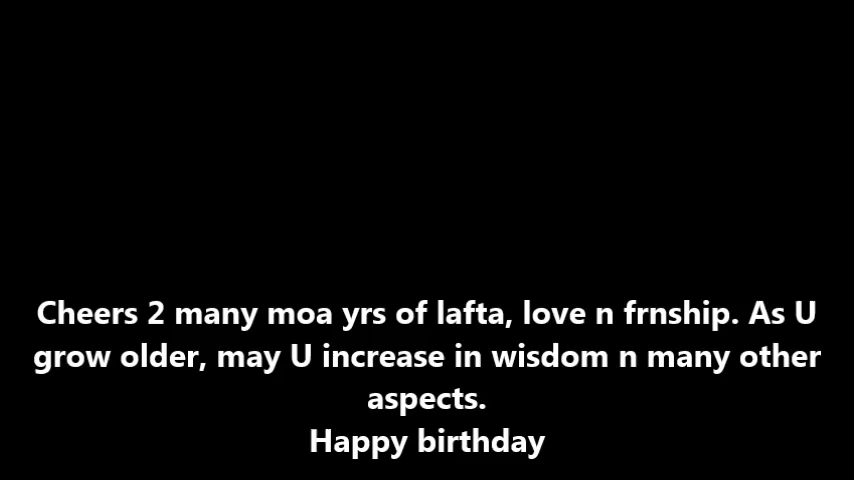 Cheers 2 many moa yrs of lafta, love n frnship. As U
grow older, may U increase in wisdom n many other
aspects.
Happy birthday